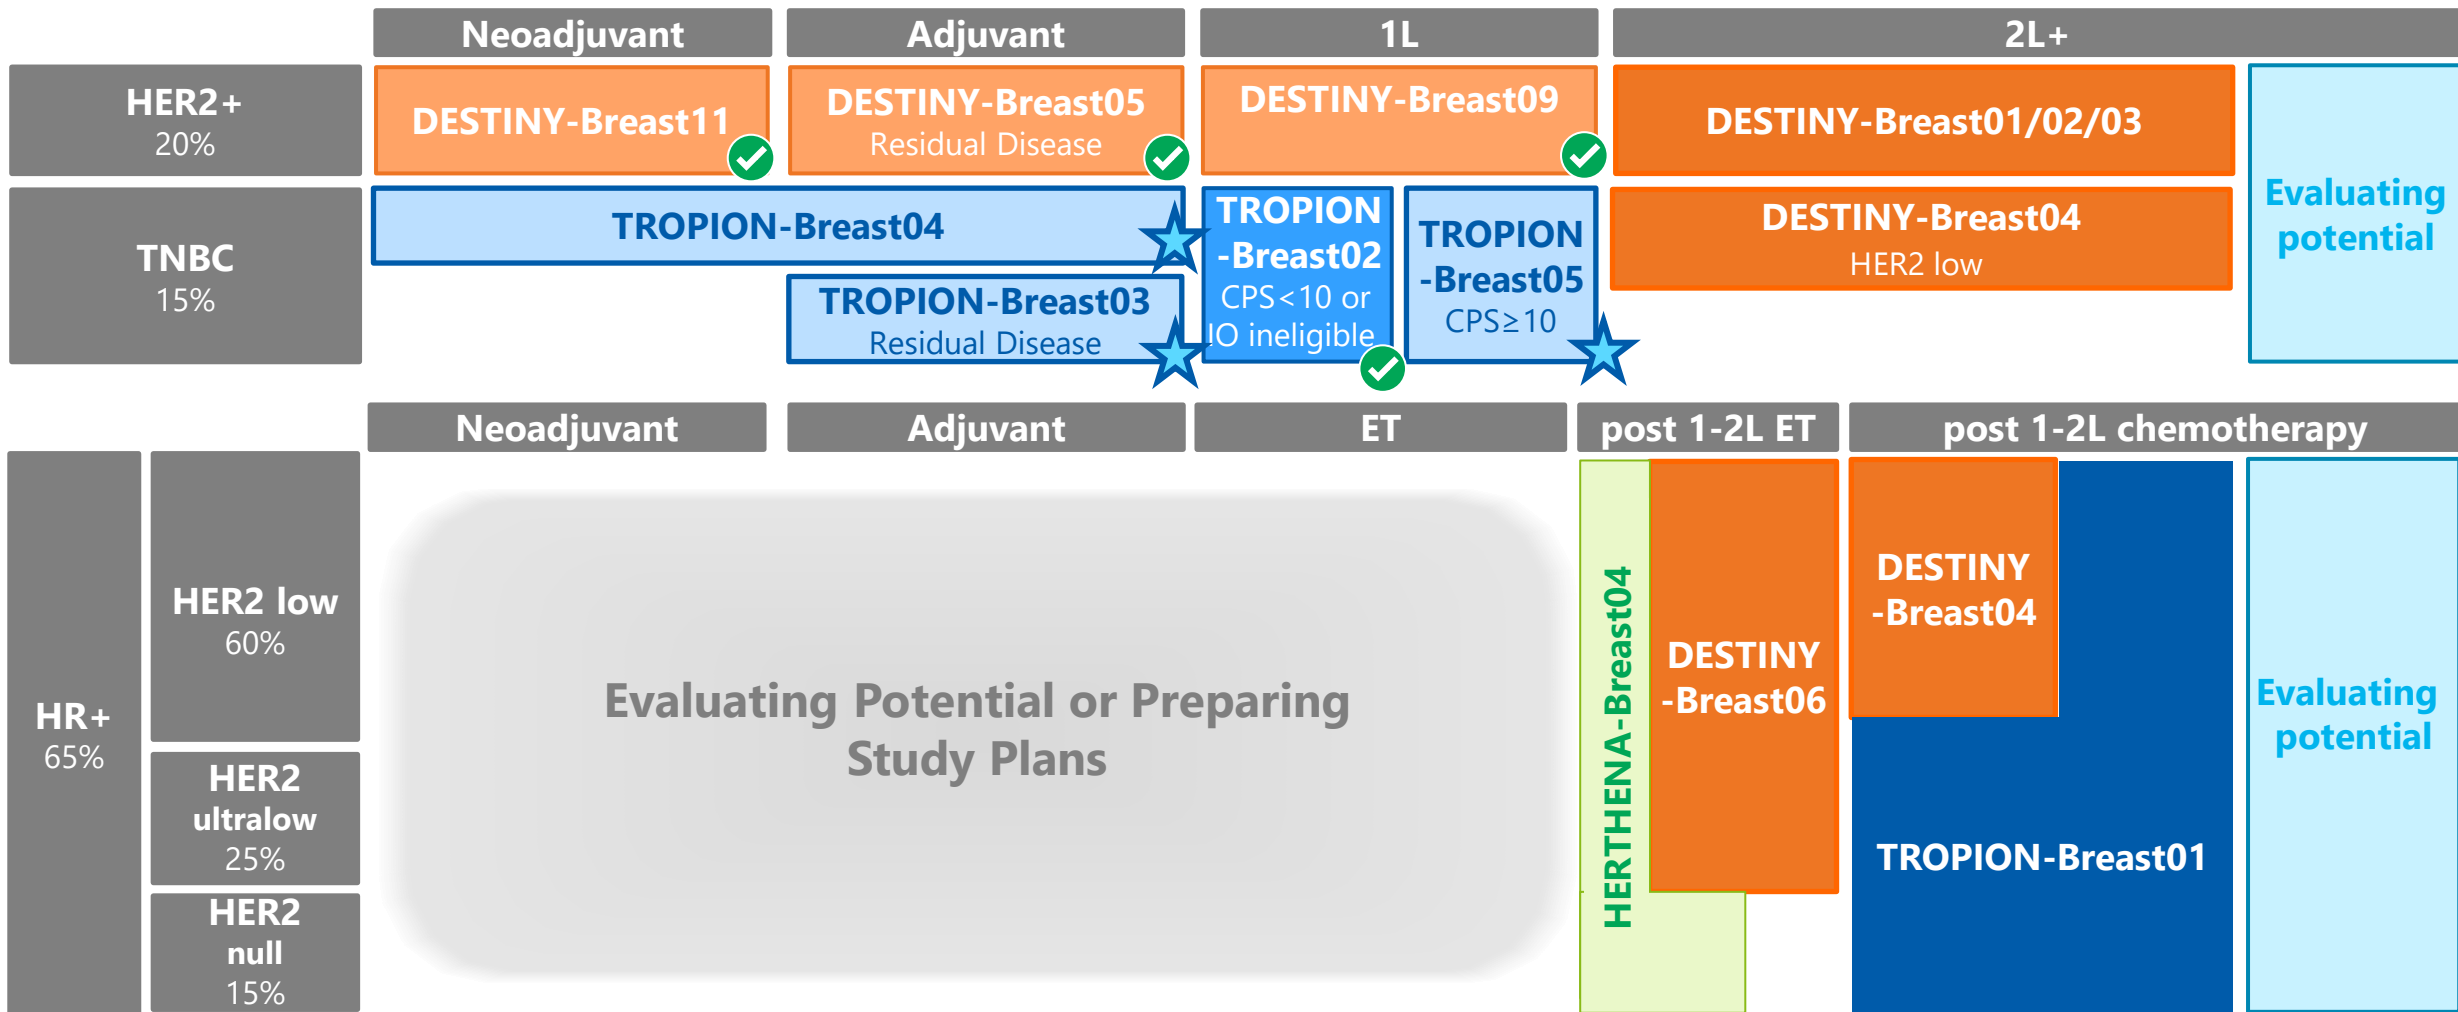 Neoadjuvant
Adjuvant
1L
2L+
HER2+
20%
DESTINY-Breast11
DESTINY-Breast05
Residual Disease
DESTINY-Breast09
DESTINY-Breast01/02/03
Evaluating
potential
TNBC
15%
TROPION-Breast04
TROPION-Breast03
Residual Disease
TROPION
-Breast02
CPS<10 or
IO ineligible
TROPION
-Breast05
CPS≥10
DESTINY-Breast04
HER2 low
Neoadjuvant
Adjuvant
ET
post 1-2L ET
post 1-2L chemotherapy
HR+
65%
HER2 low
60%
HER2
ultralow
25%
HER2
null
15%
Evaluating Potential or Preparing
Study Plans
HERTHENA-Breast04
DESTINY
-Breast06
DESTINY
-Breast04
TROPION-Breast01
Evaluating
potential